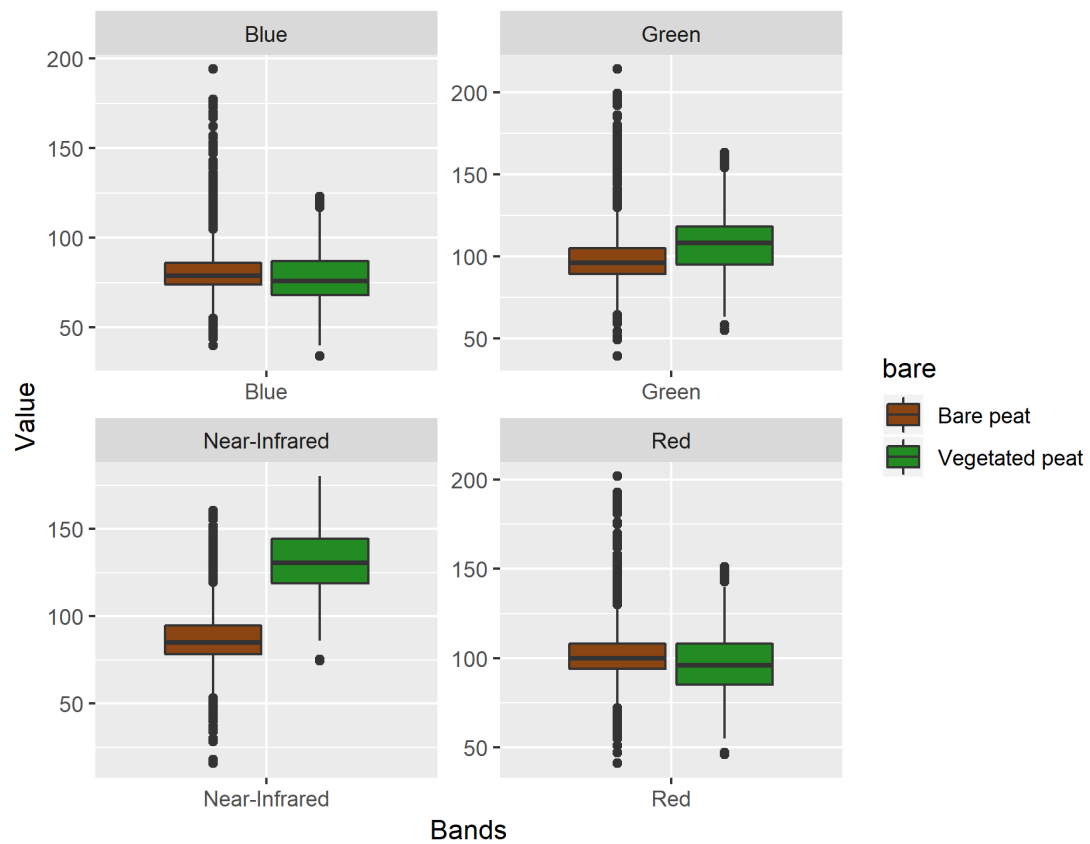 Blue
Green
200
150
100
50
200
150
100
50
Blue
Green
Value
Near-Infrared
Red
150
100
50
200
150
100
50
Near-Infrared
Red
Bands
bare
Bare peat
Vegetated peat